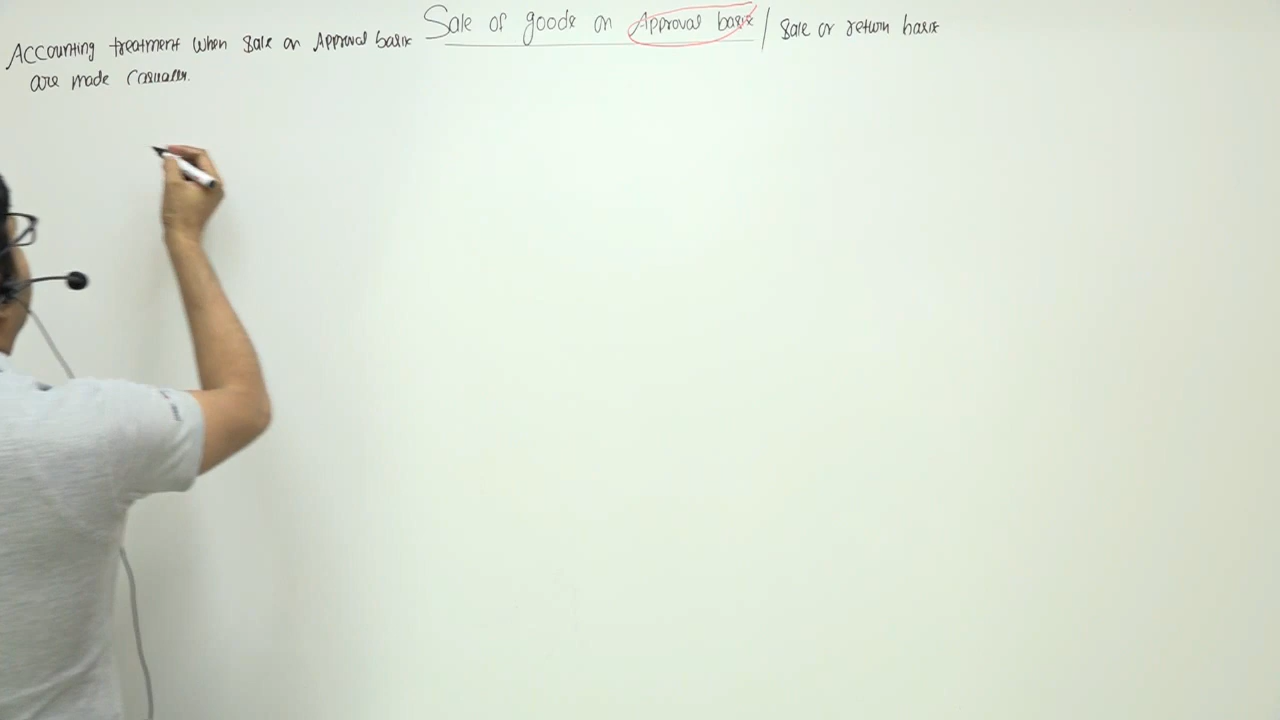 Sale of goods on Approval basis / Sale or return basis
Accounting treatment when Sale on Approval basis
are made Casually.